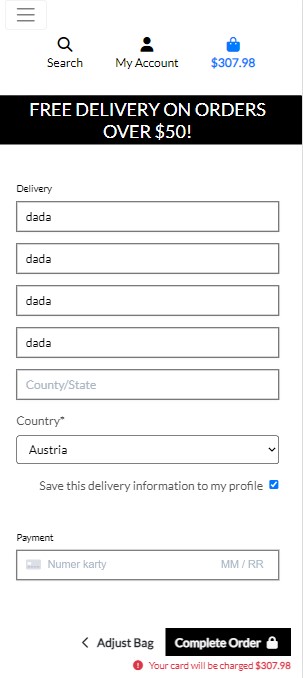 Search
My Account
$307.98
FREE DELIVERY ON ORDERS
OVER $50!
Delivery
dada
dada
dada
dada
County/State
Country*
Austria
Save this delivery information to my profile
Payment
Numer karty MM / RR
Adjust Bag
Complete Order
Your card will be charged $307.98